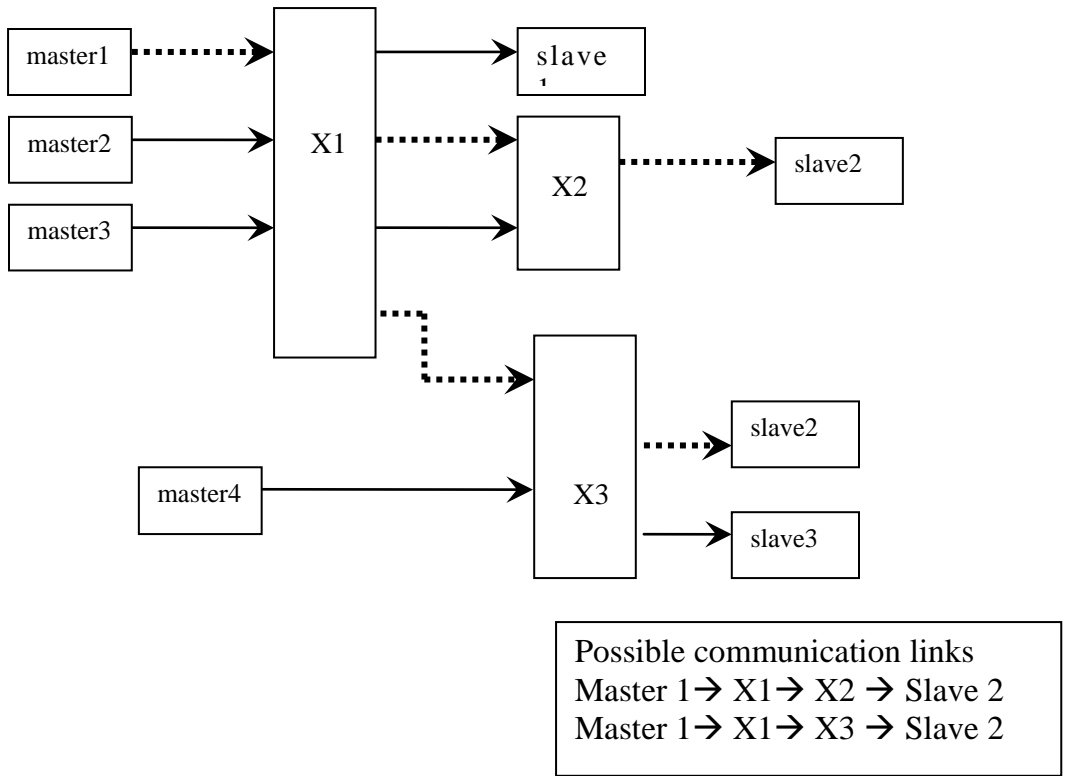 master1
slave
master2
X1
X2
slave2
master3
slave2
master4
X3
slave3
Possible communication links
Master 1→ X1→ X2 → Slave 2
Master 1→ X1→ X3 → Slave 2